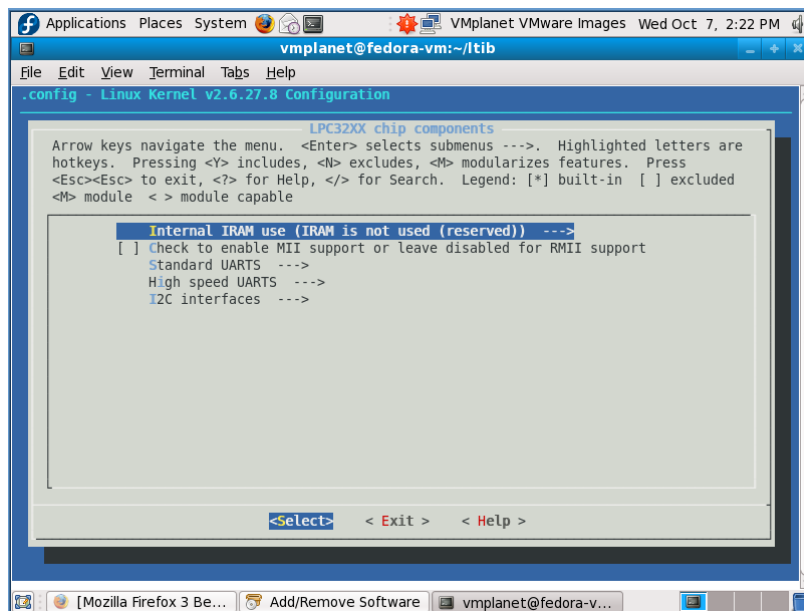 Applications Places System VMplanet VMware Images Wed Oct 7, 2:22 PM
vmplanet@fedora-vm:~/ltib
File Edit View Terminal Tabs Help
.config - Linux Kernel v2.6.27.8 Configuration
LPC32XX chip components
Arrow keys navigate the menu. <Enter> selects submenus --->. Highlighted letters are
hotkeys. Pressing <Y> includes, <N> excludes, <M> modularizes features. Press
<Esc><Esc> to exit, <?> for Help, </> for Search. Legend: [*] built-in [ ] excluded
<M> module < > module capable
Internal IRAM use (IRAM is not used (reserved)) --->
[ ] Check to enable MII support or leave disabled for RMII support
Standard UARTS --->
High speed UARTS --->
I2C interfaces --->
<Select> < Exit > < Help >
[Mozilla Firefox 3 Be... Add/Remove Software vmplanet@fedora-v...